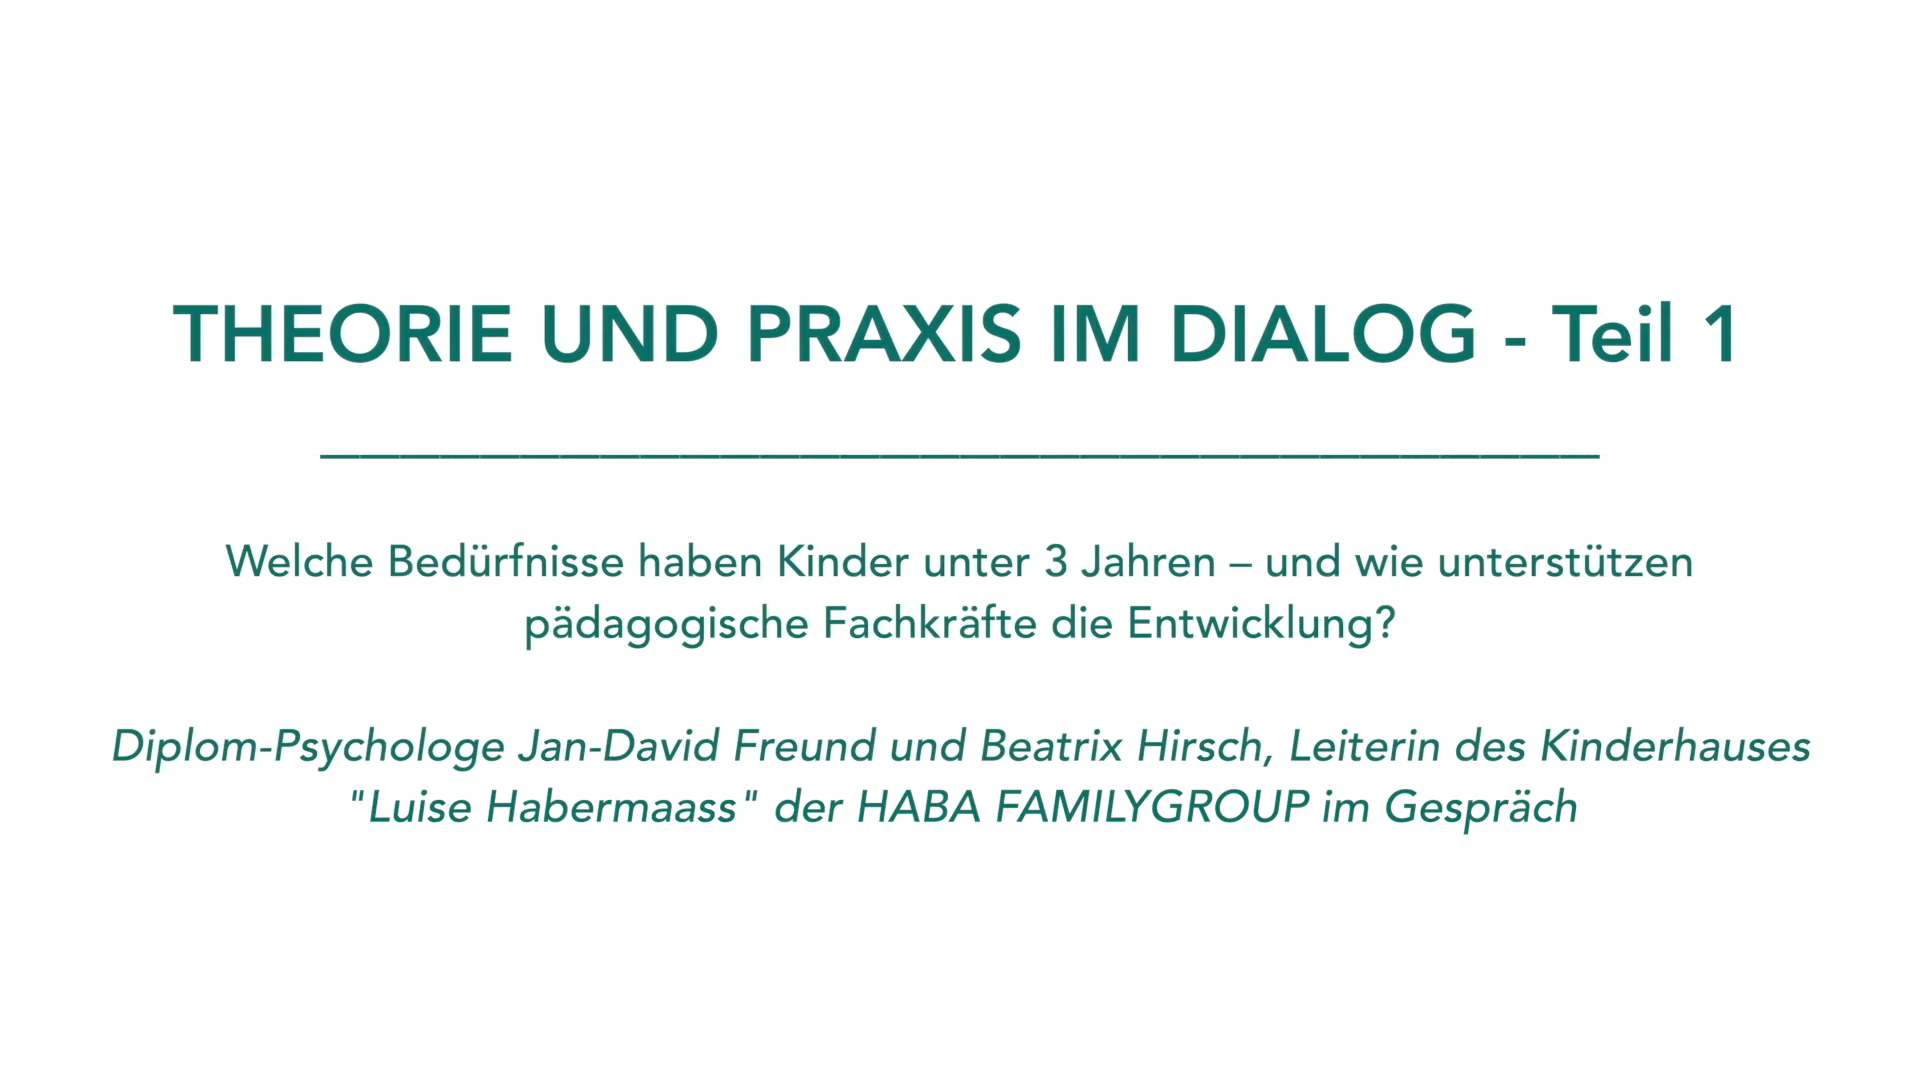 THEORIE UND PRAXIS IM DIALOG - Teil 1
Welche Bedürfnisse haben Kinder unter 3 Jahren – und wie unterstützen
pädagogische Fachkräfte die Entwicklung?
Diplom-Psychologe Jan-David Freund und Beatrix Hirsch, Leiterin des Kinderhauses
"Luise Habermaass" der HABA FAMILYGROUP im Gespräch